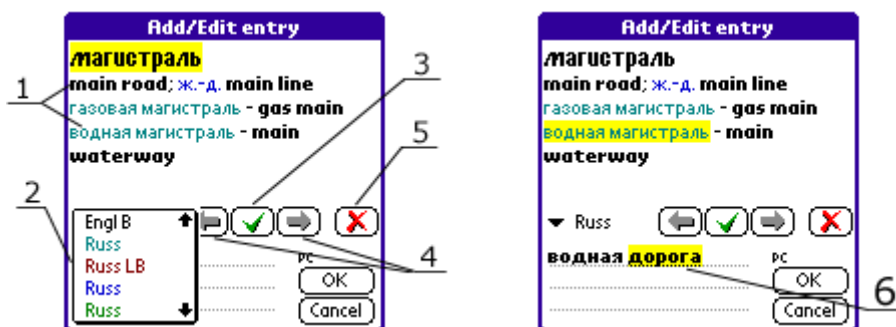 Add/Edit entry
магистраль
main road; ж.-д. main line
газовая магистраль - gas main
водная магистраль - main
waterway
Engl B
Russ
Russ LB
Russ
Russ
PC
OK
Cancel
1
2
3
4
5
Add/Edit entry
магистраль
main road; ж.-д. main line
газовая магистраль - gas main
водная магистраль - main
waterway
Russ
водная дорога
PC
OK
Cancel
6